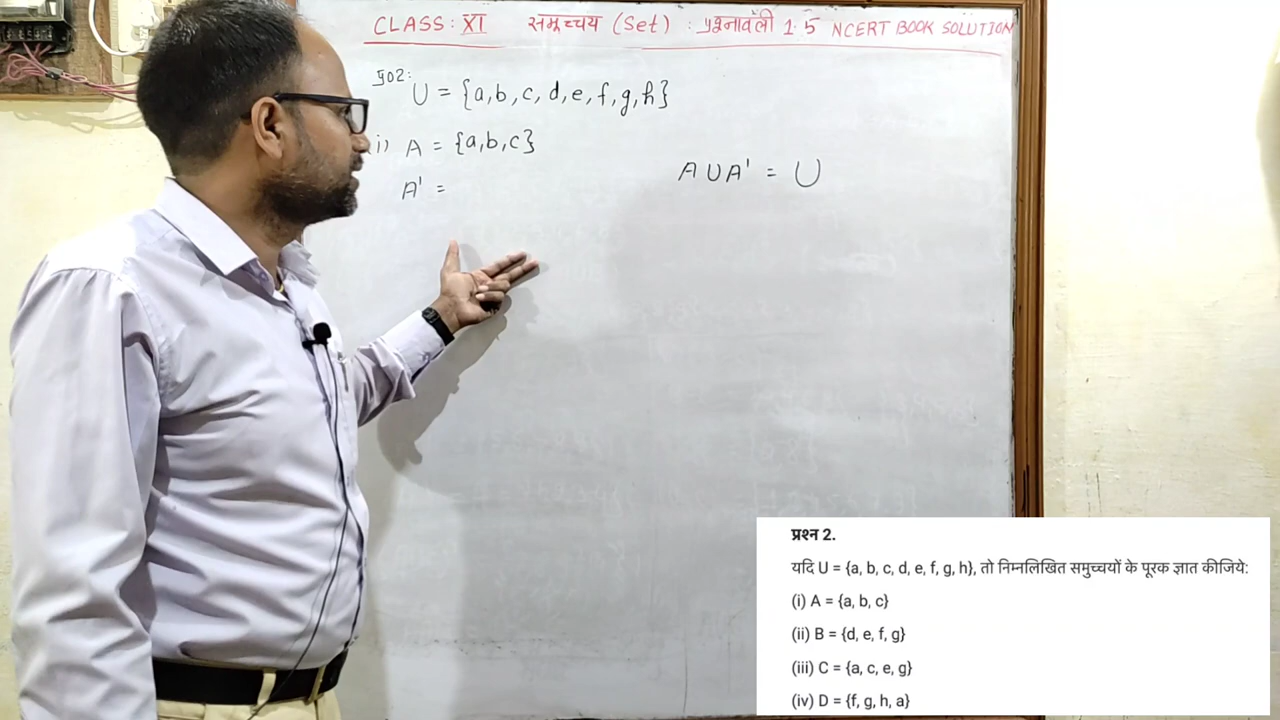 CLASS: XI समुच्चय (Set) : प्रश्नावली 1.5 NCERT BOOK SOLUTION
प्र02:
U = {a,b,c,d,e,f,g,h}
i) A = {a,b,c}
A' =
A U A' = U
प्रश्न 2.
यदि U = {a, b, c, d, e, f, g, h}, तो निम्नलिखित समुच्चयों के पूरक ज्ञात कीजिये:
(i) A = {a, b, c}
(ii) B = {d, e, f, g}
(iii) C = {a, c, e, g}
(iv) D = {f, g, h, a}